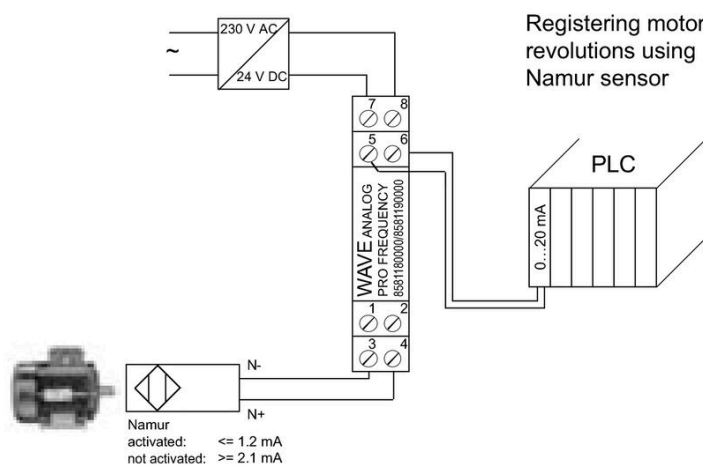 230 V AC
~
24 V DC
Registering motor
revolutions using
Namur sensor
7 8
5 6
PLC
0...20 mA
WAVE ANALOG
PRO FREQUENCY
8581180000/8581190000
1 2
3 4
N-
N+
Namur
activated: <= 1.2 mA
not activated: >= 2.1 mA